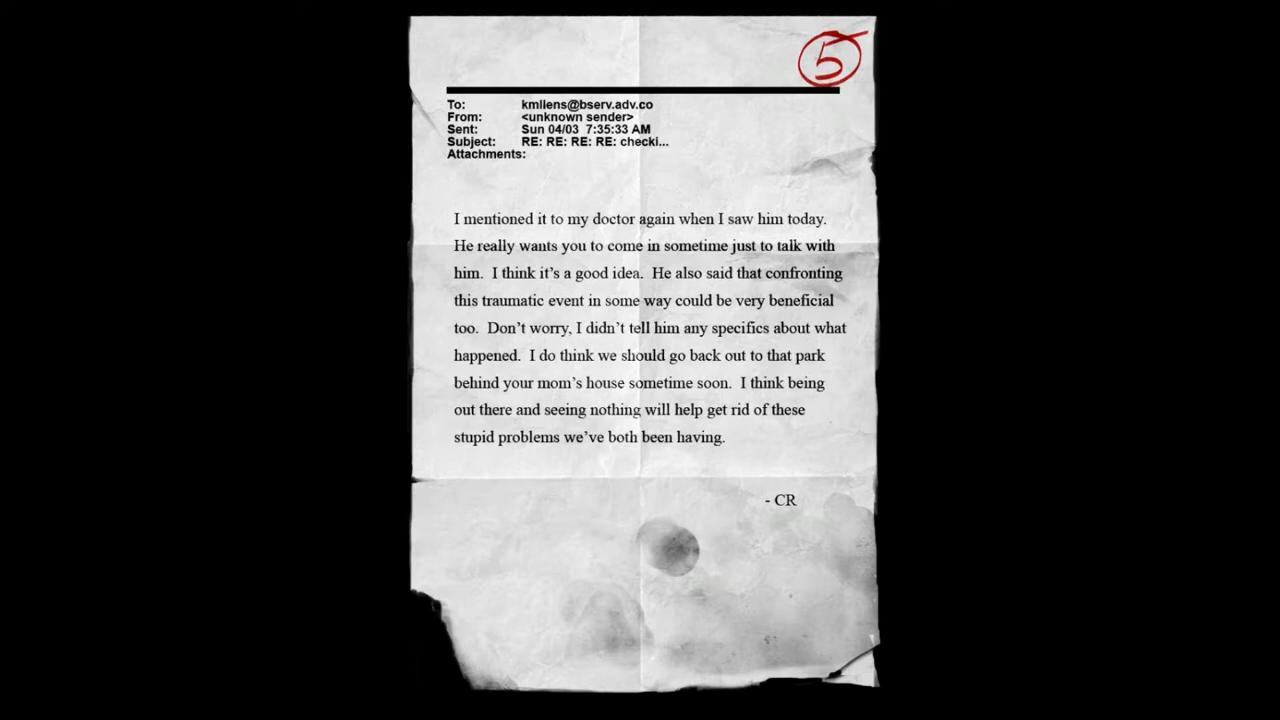 5
To: kmilens@bserv.adv.co
From: <unknown sender>
Sent: Sun 04/03 7:35:33 AM
Subject: RE: RE: RE: RE: checki...
Attachments:
I mentioned it to my doctor again when I saw him today.
He really wants you to come in sometime just to talk with
him.  I think it’s a good idea.  He also said that confronting
this traumatic event in some way could be very beneficial
too.  Don’t worry, I didn’t tell him any specifics about what
happened.  I do think we should go back out to that park
behind your mom’s house sometime soon.  I think being
out there and seeing nothing will help get rid of these
stupid problems we’ve both been having.
- CR